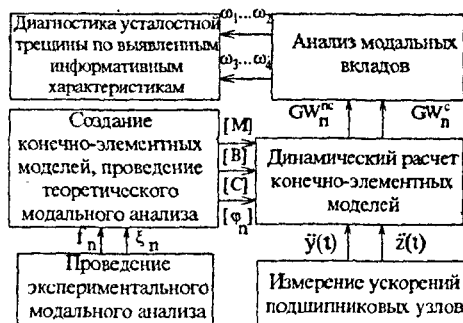 Диагностика усталостной
трещины по выявленным
информативным
характеристикам
ω₁...ω₂
ω₃...ω₄
Анализ модальных
вкладов
GWₙⁿᶜ
GWₙᶜ
Создание
конечно-элементных
моделей, проведение
теоретического
модального анализа
[M]
[B]
[C]
[φₙ]
Динамический расчет
конечно-элементных
моделей
fₙ
ξₙ
ÿ(t)
z̈(t)
Проведение
экспериментального
модального анализа
Измерение ускорений
подшипниковых узлов